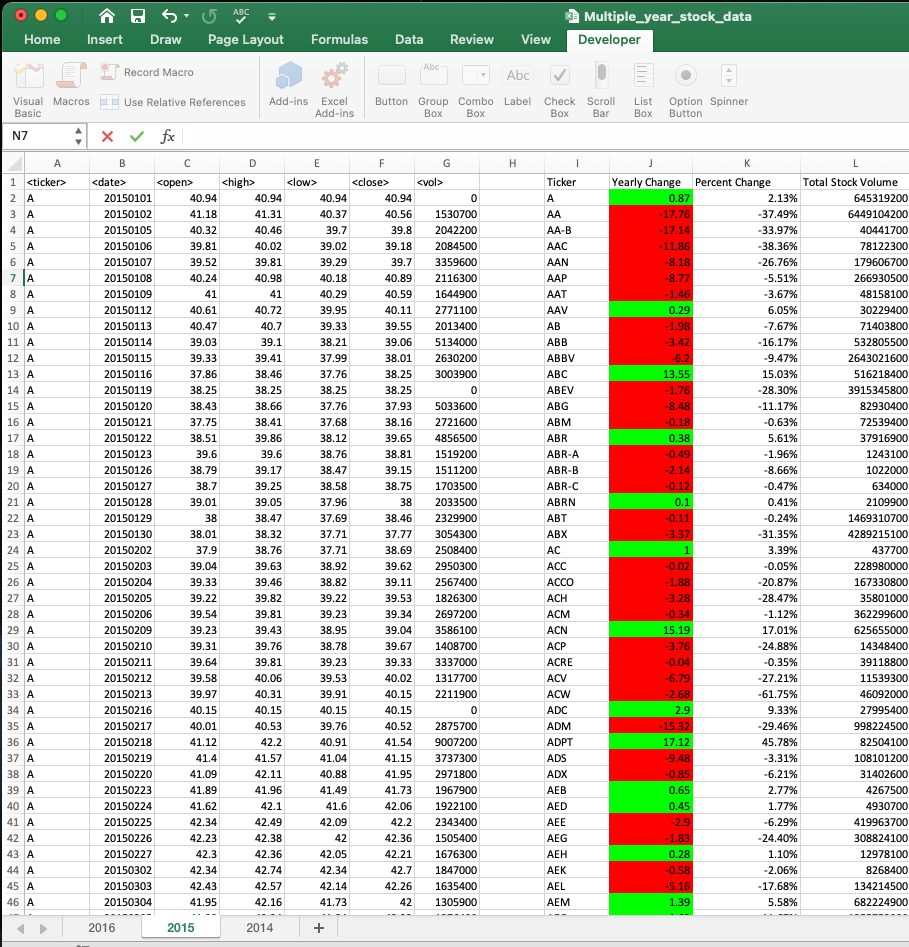 ABC
Multiple_year_stock_data
Home Insert Draw Page Layout Formulas Data Review View Developer
Visual Basic Macros Record Macro Use Relative References Add-ins Excel Add-ins Button Group Box Combo Box Label Check Box Scroll Bar List Box Option Button Spinner
Abc Abc
N7 fx
A B C D E F G H I J K L
1 <ticker> <date> <open> <high> <low> <close> <vol> Ticker Yearly Change Percent Change Total Stock Volume
2 A 20150101 40.94 40.94 40.94 40.94 0 A 0.87 2.13% 645319200
3 A 20150102 41.18 41.31 40.37 40.56 1530700 AA -17.76 -37.49% 6449104200
4 A 20150105 40.32 40.46 39.7 39.8 2042200 AA-B -17.14 -33.97% 40441700
5 A 20150106 39.81 40.02 39.02 39.18 2084500 AAC -11.86 -38.36% 78122300
6 A 20150107 39.52 39.81 39.29 39.7 3359600 AAN -8.18 -26.76% 179606700
7 A 20150108 40.24 40.98 40.18 40.89 2116300 AAP -8.77 -5.51% 266930500
8 A 20150109 41 41 40.29 40.59 1644900 AAT -1.46 -3.67% 48158100
9 A 20150112 40.61 40.72 39.95 40.11 2771100 AAV 0.29 6.05% 30229400
10 A 20150113 40.47 40.7 39.33 39.55 2013400 AB -1.98 -7.67% 71403800
11 A 20150114 39.03 39.1 38.21 39.06 5134000 ABB -3.42 -16.17% 532805500
12 A 20150115 39.33 39.41 37.99 38.01 2630200 ABBV -6.2 -9.47% 2643021600
13 A 20150116 37.86 38.46 37.76 38.25 3003900 ABC 13.55 15.03% 516218400
14 A 20150119 38.25 38.25 38.25 38.25 0 ABEV -1.76 -28.30% 3915345800
15 A 20150120 38.43 38.66 37.76 37.93 5033600 ABG -8.48 -11.17% 82930400
16 A 20150121 37.75 38.41 37.68 38.16 2721600 ABM -0.18 -0.63% 72539400
17 A 20150122 38.51 39.86 38.12 39.65 4856500 ABR 0.38 5.61% 37916900
18 A 20150123 39.6 39.6 38.76 38.81 1519200 ABR-A -0.49 -1.96% 1243100
19 A 20150126 38.79 39.17 38.47 39.15 1511200 ABR-B -2.14 -8.66% 1022000
20 A 20150127 38.7 39.25 38.58 38.75 1703500 ABR-C -0.12 -0.47% 634000
21 A 20150128 39.01 39.05 37.96 38 2033500 ABRN 0.1 0.41% 2109900
22 A 20150129 38 38.47 37.69 38.46 2329900 ABT -0.11 -0.24% 1469310700
23 A 20150130 38.01 38.32 37.71 37.77 3054300 ABX -3.37 -31.35% 4289215100
24 A 20150202 37.9 38.76 37.71 38.69 2508400 AC 1 3.39% 437700
25 A 20150203 39.04 39.63 38.92 39.62 2950300 ACC -0.02 -0.05% 228980000
26 A 20150204 39.33 39.46 38.82 39.11 2567400 ACCO -1.88 -20.87% 167330800
27 A 20150205 39.22 39.82 39.22 39.53 1826300 ACH -3.28 -28.47% 35801000
28 A 20150206 39.54 39.81 39.23 39.34 2697200 ACM -0.34 -1.12% 362299600
29 A 20150209 39.23 39.43 38.95 39.04 3586100 ACN 15.19 17.01% 625655000
30 A 20150210 39.31 39.76 38.78 39.67 1408700 ACP -3.76 -24.88% 14348400
31 A 20150211 39.64 39.81 39.23 39.33 3337000 ACRE -0.04 -0.35% 39118800
32 A 20150212 39.58 40.06 39.53 40.02 1317700 ACV -6.79 -27.21% 11539300
33 A 20150213 39.97 40.31 39.91 40.15 2211900 ACW -2.68 -61.75% 46092000
34 A 20150216 40.15 40.15 40.15 40.15 0 ADC 2.9 9.33% 27995400
35 A 20150217 40.01 40.53 39.76 40.52 2875700 ADM -15.32 -29.46% 998224500
36 A 20150218 41.12 42.2 40.91 41.54 9007200 ADPT 17.12 45.78% 82504100
37 A 20150219 41.4 41.57 41.04 41.15 3737300 ADS -9.48 -3.31% 108101200
38 A 20150220 41.09 42.11 40.88 41.95 2971800 ADX -0.85 -6.21% 31402600
39 A 20150223 41.89 41.96 41.49 41.73 1967900 AEB 0.65 2.77% 4267500
40 A 20150224 41.62 42.1 41.6 42.06 1922100 AED 0.45 1.77% 4930700
41 A 20150225 42.34 42.49 42.09 42.2 2343400 AEE -2.9 -6.29% 419963700
42 A 20150226 42.23 42.38 42 42.36 1505400 AEG -1.83 -24.40% 308824100
43 A 20150227 42.3 42.36 42.05 42.21 1676300 AEH 0.28 1.10% 12978100
44 A 20150302 42.34 42.74 42.34 42.7 1847000 AEK -0.58 -2.06% 8268400
45 A 20150303 42.43 42.57 42.14 42.26 1635400 AEL -5.16 -17.68% 134214500
46 A 20150304 41.95 42.16 41.73 42 1305900 AEM 1.39 5.58% 682224900
2016 2015 2014 +